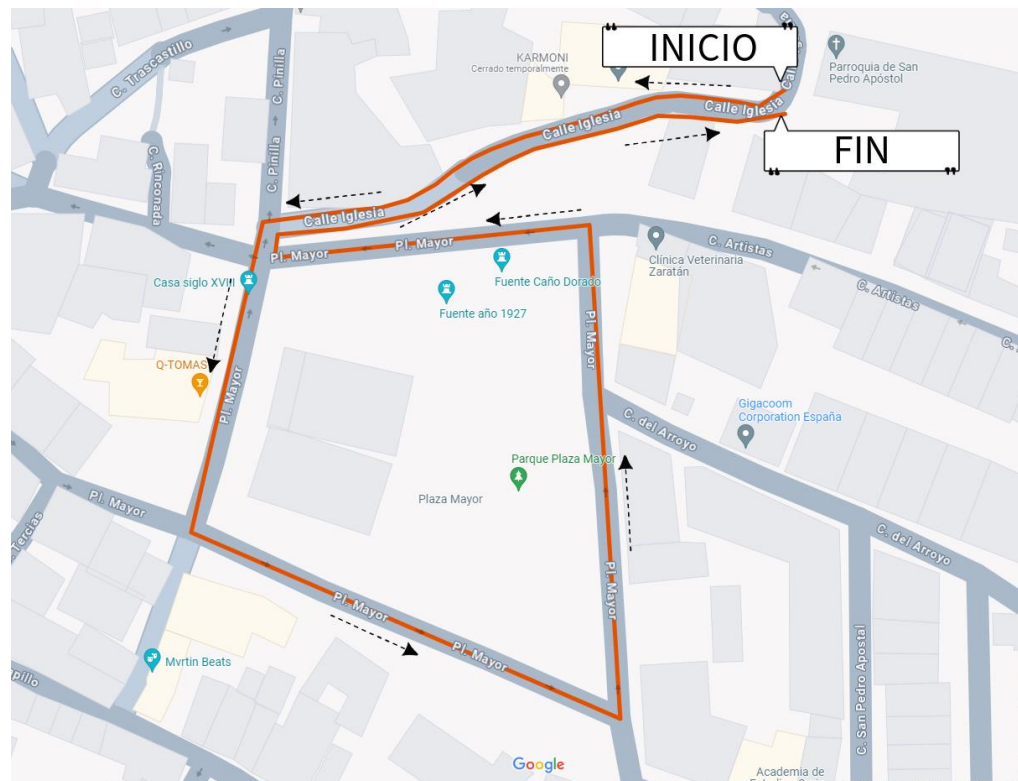 INICIO
KARMONI
Cerrado temporalmente
Parroquia de San
Pedro Apóstol
C. Trascastillo
C. Pinilla
Calle Iglesia
Calle Iglesia
FIN
C. Rinconada
C. Pinilla
Calle Iglesia
Pl. Mayor
Pl. Mayor
C. Artistas
Clínica Veterinaria
Zaratán
Casa siglo XVIII
Fuente Caño Dorado
C. Artistas
Fuente año 1927
Pl. Mayor
Q-TOMAS
Pl. Mayor
Gigacoom
Corporation España
C. del Arroyo
Parque Plaza Mayor
Plaza Mayor
Pl. Mayor
C. del Arroyo
Tercias
Pl. Mayor
Pl. Mayor
Pl. Mayor
Mvrtin Beats
C. San Pedro Apostal
Google
Academia de